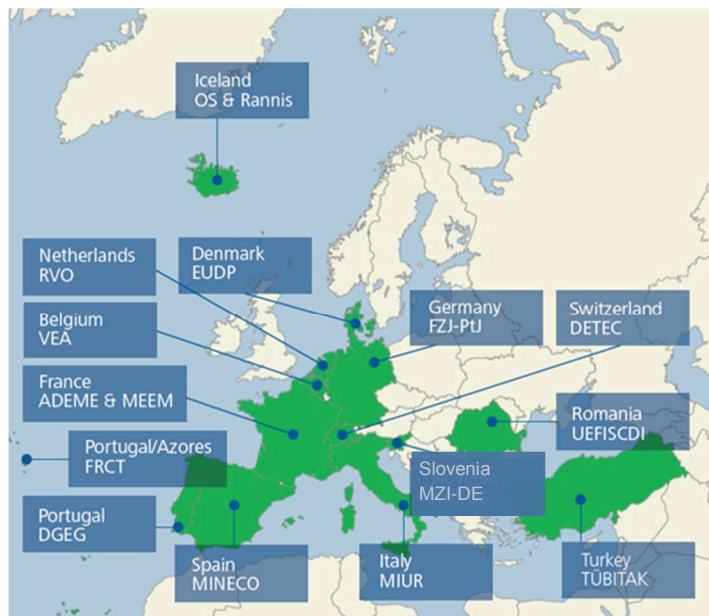 Iceland
OS & Rannis
Netherlands
RVO
Denmark
EUDP
Belgium
VEA
Germany
FZJ-PtJ
Switzerland
DETEC
France
ADEME & MEEM
Romania
UEFISCDI
Portugal/Azores
FRCT
Slovenia
MZI-DE
Portugal
DGEG
Spain
MINECO
Italy
MIUR
Turkey
TÜBITAK